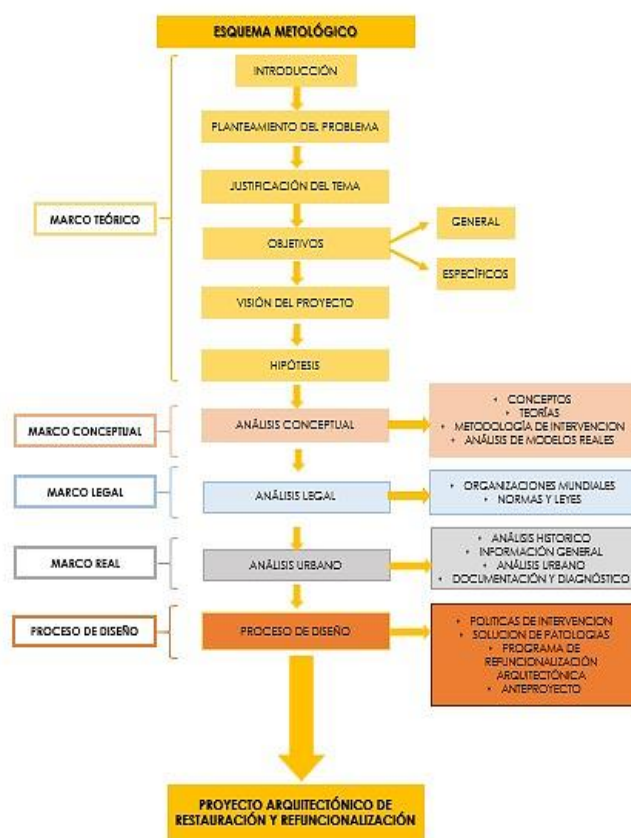 ESQUEMA METOLÓGICO
INTRODUCCIÓN
PLANTEAMIENTO DEL PROBLEMA
JUSTIFICACIÓN DEL TEMA
MARCO TEÓRICO
OBJETIVOS
GENERAL
ESPECÍFICOS
VISIÓN DEL PROYECTO
HIPÓTESIS
MARCO CONCEPTUAL
ANÁLISIS CONCEPTUAL
• CONCEPTOS
• TEORÍAS
• METODOLOGÍA DE INTERVENCION
• ANÁLISIS DE MODELOS REALES
MARCO LEGAL
ANÁLISIS LEGAL
• ORGANIZACIONES MUNDIALES
• NORMAS Y LEYES
MARCO REAL
ANÁLISIS URBANO
• ANÁLISIS HISTORICO
• INFORMACIÓN GENERAL
• ANÁLISIS URBANO
• DOCUMENTACIÓN Y DIAGNÓSTICO
PROCESO DE DISEÑO
PROCESO DE DISEÑO
• POLITICAS DE INTERVENCION
• SOLUCION DE PATOLOGIAS
• PROGRAMA DE
REFUNCIONALIZACIÓN
ARQUITECTÓNICA
• ANTEPROYECTO
PROYECTO ARQUITECTÓNICO DE
RESTAURACIÓN Y REFUNCIONALIZACIÓN